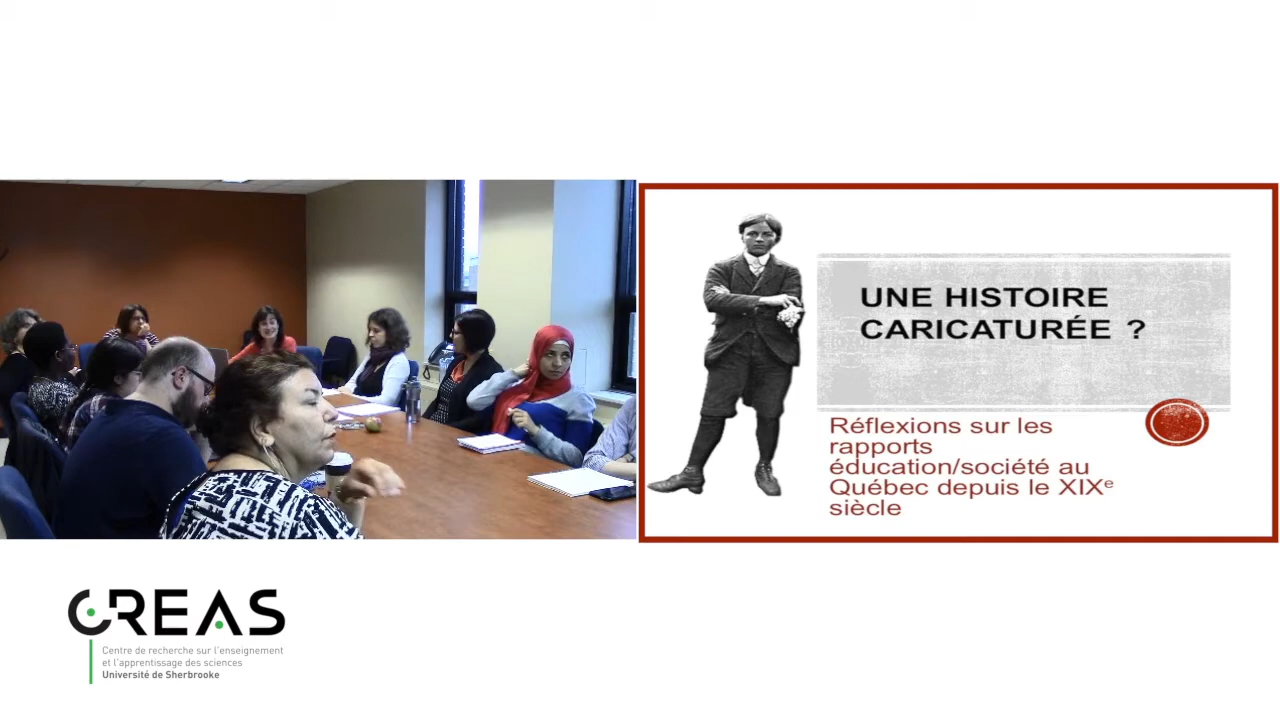 UNE HISTOIRE
CARICATURÉE ?
Réflexions sur les
rapports
éducation/société au
Québec depuis le XIXᵉ
siècle
CREAS
Centre de recherche sur l'enseignement
et l'apprentissage des sciences
Université de Sherbrooke